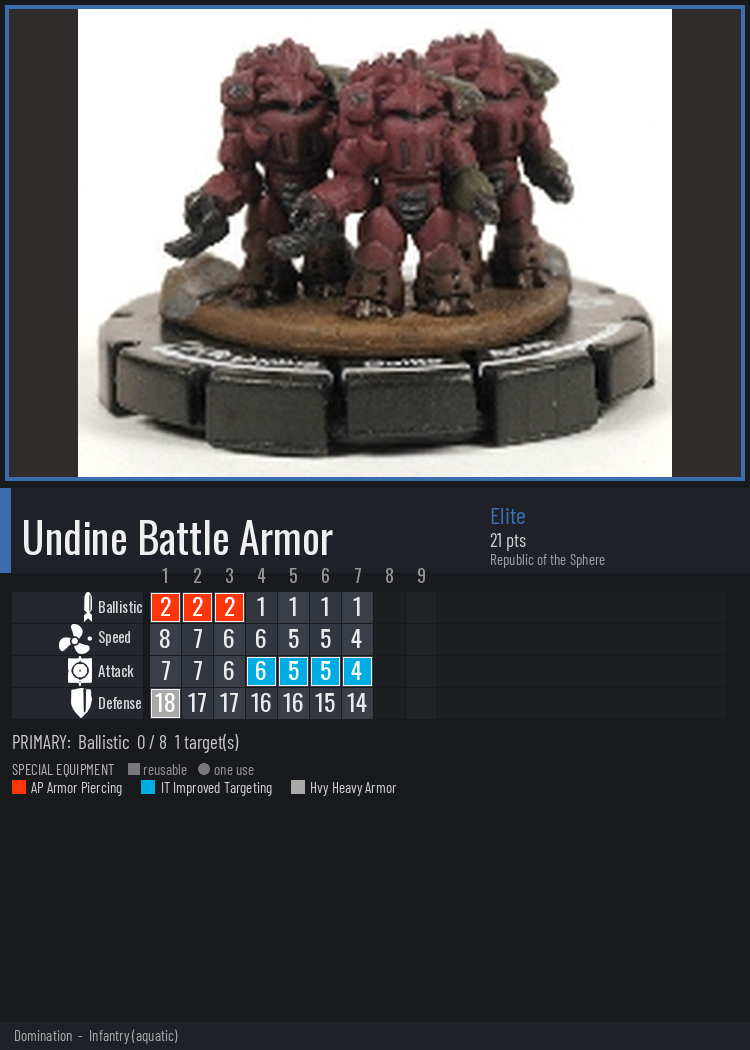 Undine Battle Armor
Elite
21 pts
Republic of the Sphere
1 2 3 4 5 6 7 8 9
Ballistic 2 2 2 1 1 1 1
Speed 8 7 6 6 5 5 4
Attack 7 7 6 6 5 5 4
Defense 18 17 17 16 16 15 14
PRIMARY: Ballistic 0 / 8 1 target(s)
SPECIAL EQUIPMENT reusable one use
AP Armor Piercing IT Improved Targeting Hvy Heavy Armor
Domination - Infantry (aquatic)